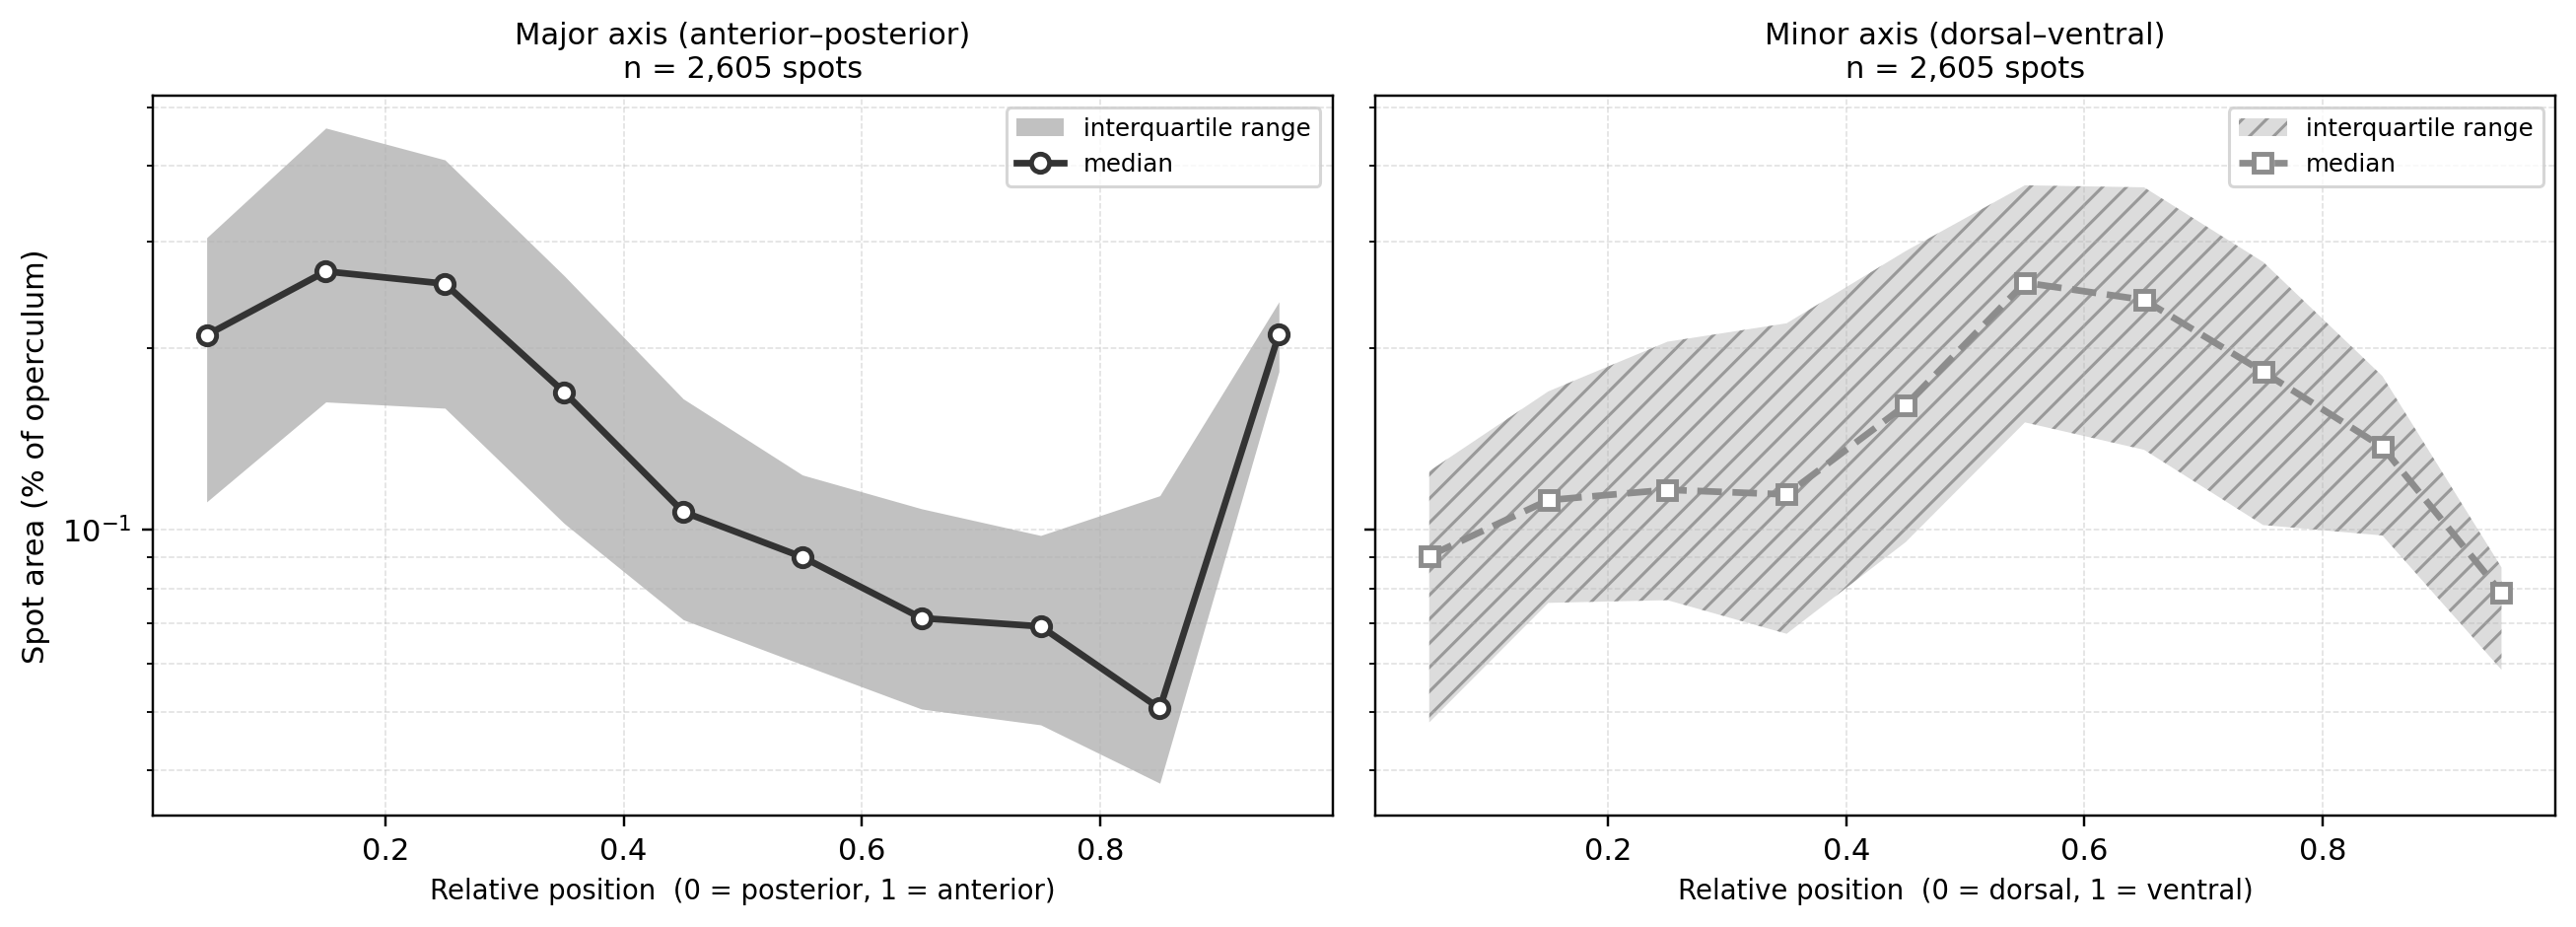 Major axis (anterior–posterior)
n = 2,605 spots
interquartile range
median
Spot area (% of operculum)
10⁻¹
0.2 0.4 0.6 0.8
Relative position  (0 = posterior, 1 = anterior)
Minor axis (dorsal–ventral)
n = 2,605 spots
interquartile range
median
0.2 0.4 0.6 0.8
Relative position  (0 = dorsal, 1 = ventral)